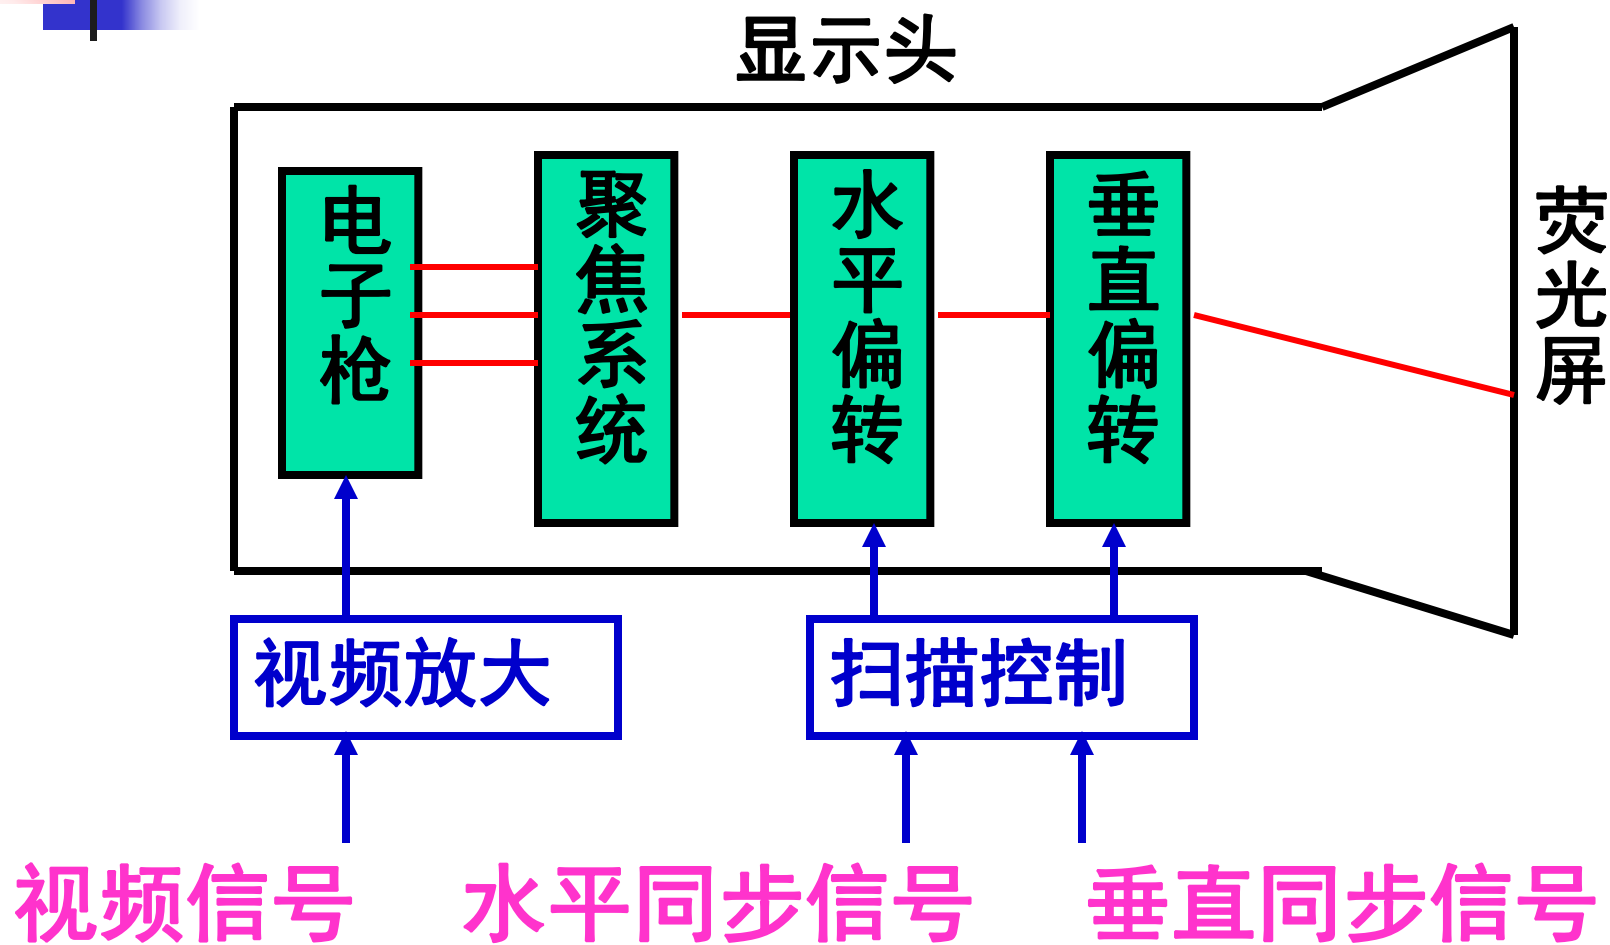 显示头
电子枪
聚焦系统
水平偏转
垂直偏转
荧光屏
视频放大
扫描控制
视频信号
水平同步信号
垂直同步信号